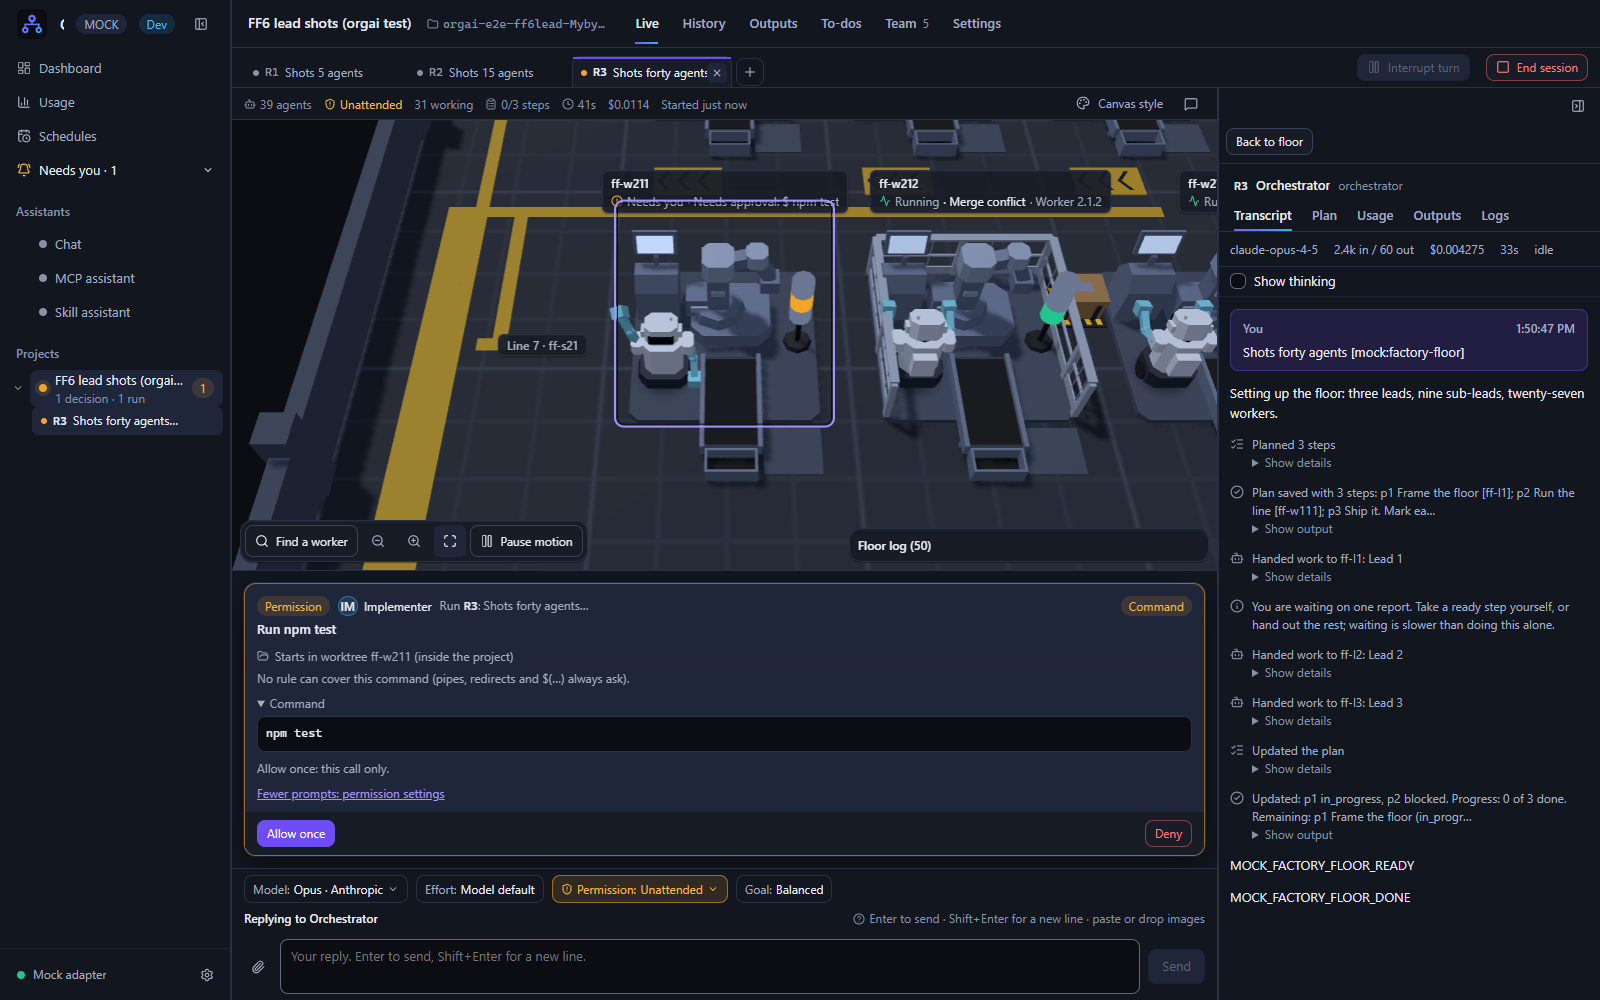 MOCK
Dev
Dashboard
Usage
Schedules
Needs you · 1
Assistants
Chat
MCP assistant
Skill assistant
Projects
FF6 lead shots (orgai...
1
1 decision · 1 run
R3 Shots forty agents...
Mock adapter
FF6 lead shots (orgai test)
orgai-e2e-ff6lead-Myby...
Live
History
Outputs
To-dos
Team 5
Settings
R1 Shots 5 agents
R2 Shots 15 agents
R3 Shots forty agents
Interrupt turn
End session
39 agents
Unattended
31 working
0/3 steps
41s
$0.0114
Started just now
Canvas style
ff-w211
Needs you · Needs approval: $ npm test
ff-w212
Running · Merge conflict · Worker 2.1.2
ff-w2
Ru
Line 7 · ff-s21
Find a worker
Pause motion
Floor log (50)
Permission
IM Implementer
Run R3: Shots forty agents...
Command
Run npm test
Starts in worktree ff-w211 (inside the project)
No rule can cover this command (pipes, redirects and $(...) always ask).
Command
npm test
Allow once: this call only.
Fewer prompts: permission settings
Allow once
Deny
Model: Opus · Anthropic
Effort: Model default
Permission: Unattended
Goal: Balanced
Replying to Orchestrator
Enter to send · Shift+Enter for a new line · paste or drop images
Your reply. Enter to send, Shift+Enter for a new line.
Send
Back to floor
R3 Orchestrator orchestrator
Transcript
Plan
Usage
Outputs
Logs
claude-opus-4-5
2.4k in / 60 out
$0.004275
33s
idle
Show thinking
You
1:50:47 PM
Shots forty agents [mock:factory-floor]
Setting up the floor: three leads, nine sub-leads, twenty-seven
workers.
Planned 3 steps
Show details
Plan saved with 3 steps: p1 Frame the floor [ff-l1]; p2 Run the
line [ff-w111]; p3 Ship it. Mark ea...
Show output
Handed work to ff-l1: Lead 1
Show details
You are waiting on one report. Take a ready step yourself, or
hand out the rest; waiting is slower than doing this alone.
Handed work to ff-l2: Lead 2
Show details
Handed work to ff-l3: Lead 3
Show details
Updated the plan
Show details
Updated: p1 in_progress, p2 blocked. Progress: 0 of 3 done.
Remaining: p1 Frame the floor (in_progr...
Show output
MOCK_FACTORY_FLOOR_READY
MOCK_FACTORY_FLOOR_DONE